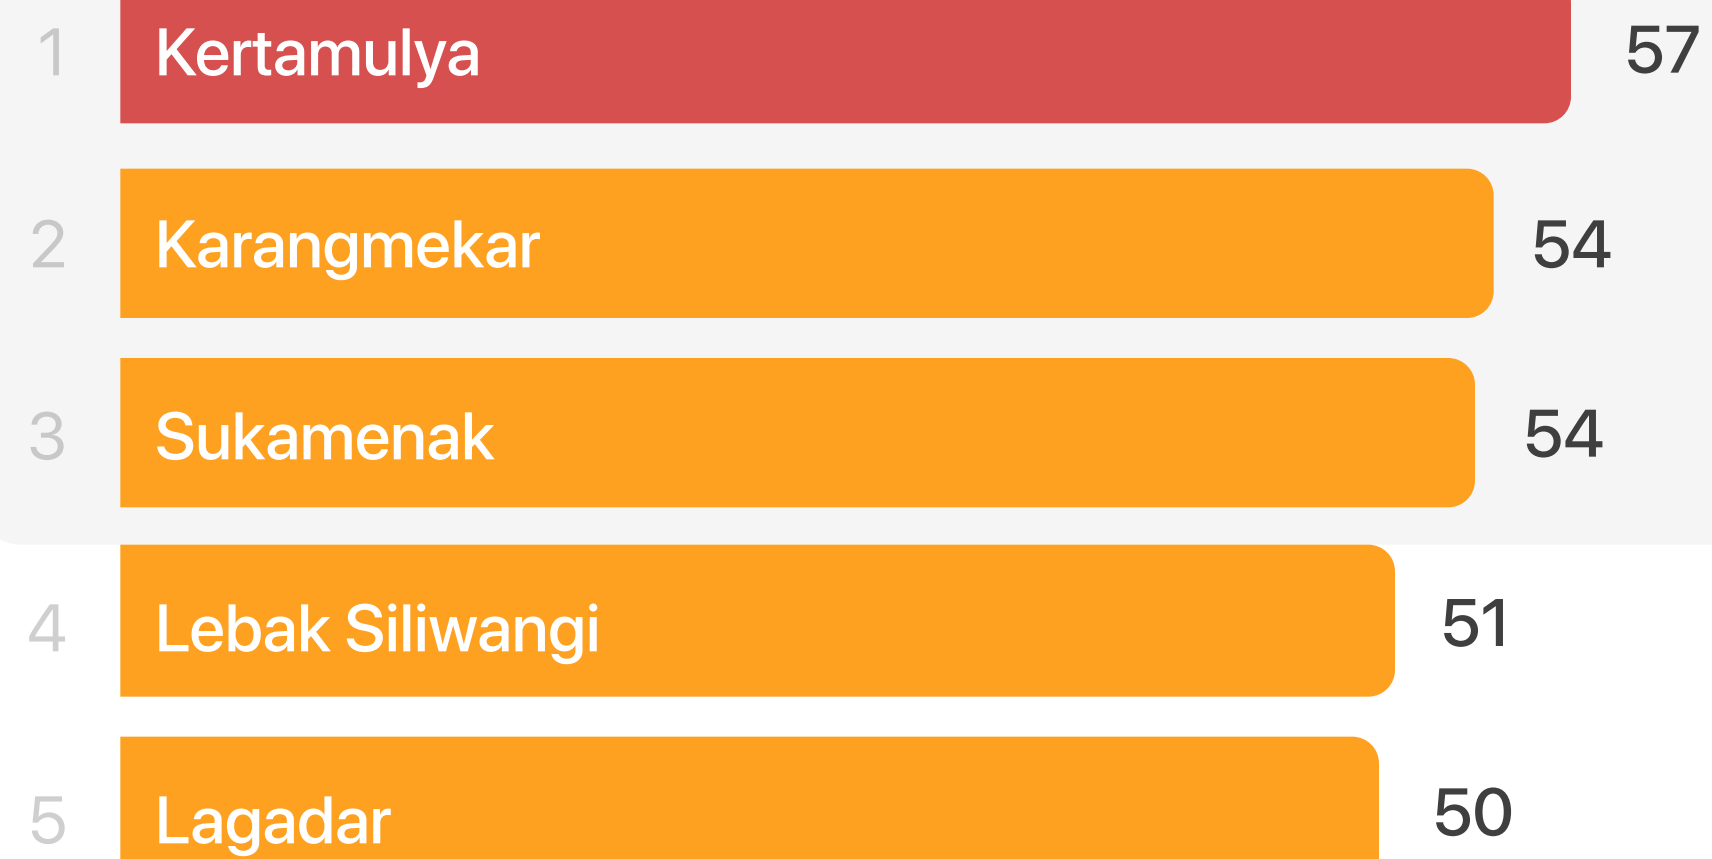 1 Kertamulya 57
2 Karangmekar 54
3 Sukamenak 54
4 Lebak Siliwangi 51
5 Lagadar 50